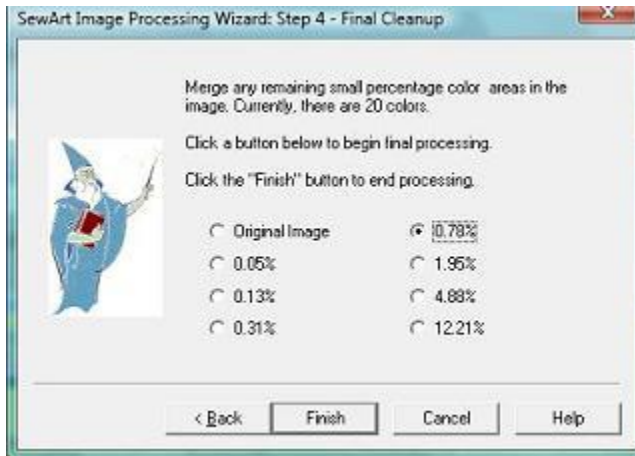 SewArt Image Processing Wizard: Step 4 - Final Cleanup
Merge any remaining small percentage color areas in the
image. Currently, there are 20 colors.
Click a button below to begin final processing.
Click the "Finish" button to end processing.
Original Image 0.78%
0.05% 1.95%
0.13% 4.88%
0.31% 12.21%
< Back Finish Cancel Help